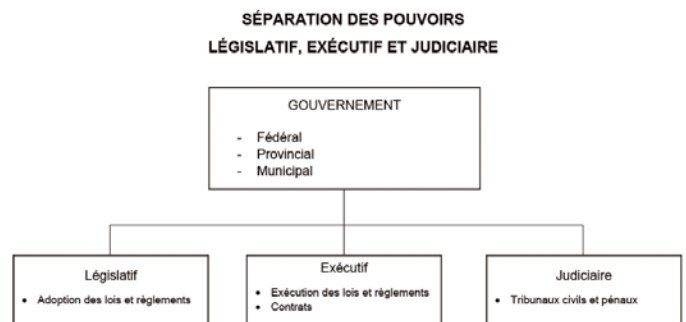 SÉPARATION DES POUVOIRS
LÉGISLATIF, EXÉCUTIF ET JUDICIAIRE
GOUVERNEMENT
- Fédéral
- Provincial
- Municipal
Législatif
• Adoption des lois et règlements
Exécutif
• Exécution des lois et règlements
• Contrats
Judiciaire
• Tribunaux civils et pénaux